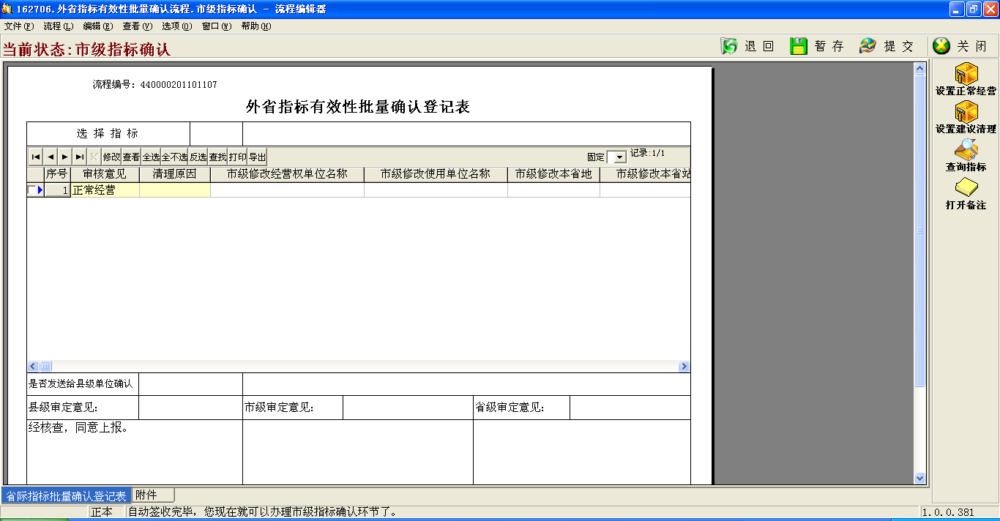 162706.外省指标有效性批量确认流程.市级指标确认 - 流程编辑器
文件(F) 流程(L) 编辑(E) 查看(V) 选项(O) 窗口(W) 帮助(H)
当前状态:市级指标确认 退 回 暂 存 提 交 关 闭
流程编号: 440000201101107
外省指标有效性批量确认登记表
选 择 指 标
修改 查看 全选 全不选 反选 查找 打印 导出 固定 记录:1/1
序号 审核意见 清理原因 市级修改经营权单位名称 市级修改使用单位名称 市级修改本省地 市级修改本省站
1 正常经营
是否发送给县级单位确认
县级审定意见: 市级审定意见: 省级审定意见:
经核查，同意上报。
设置正常经营
设置建议清理
查询指标
打开备注
省际指标批量确认登记表 附件
正本 自动签收完毕，您现在就可以办理市级指标确认环节了。 1.0.0.381